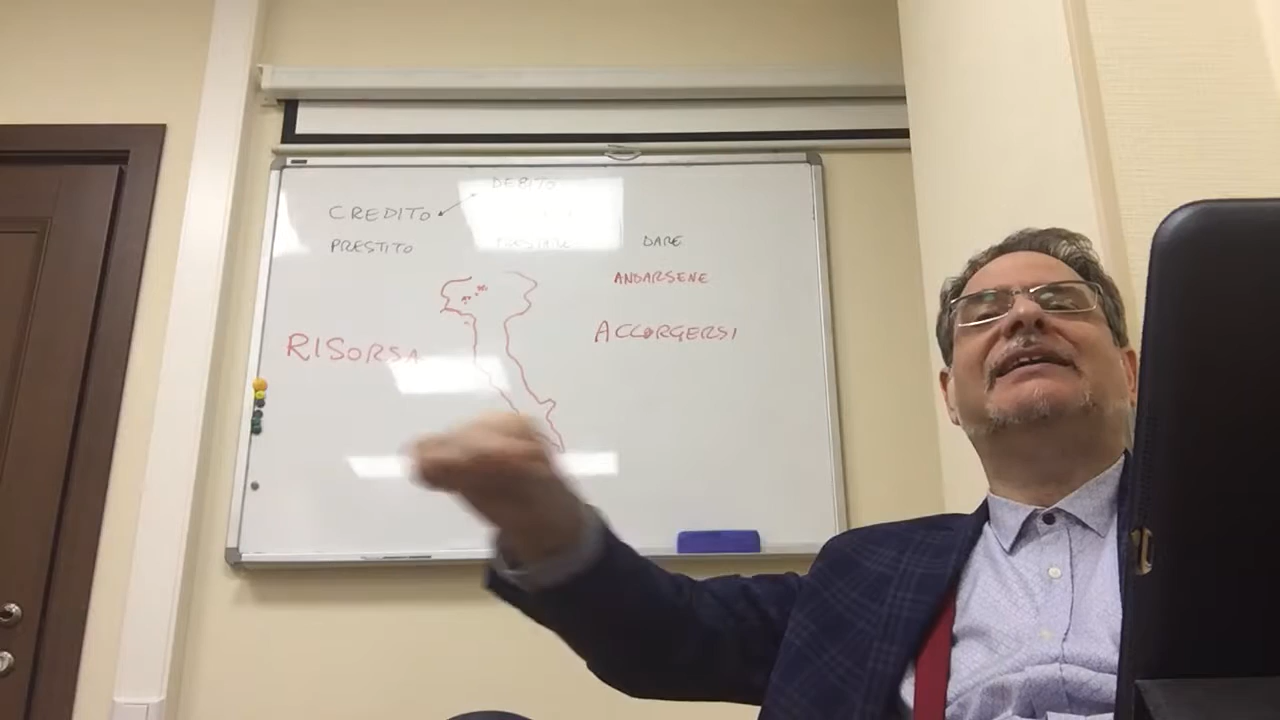 DEBITO
CREDITO
PRESTITO
DARE
ANDARSENE
ACCORGERSI
RISORSA